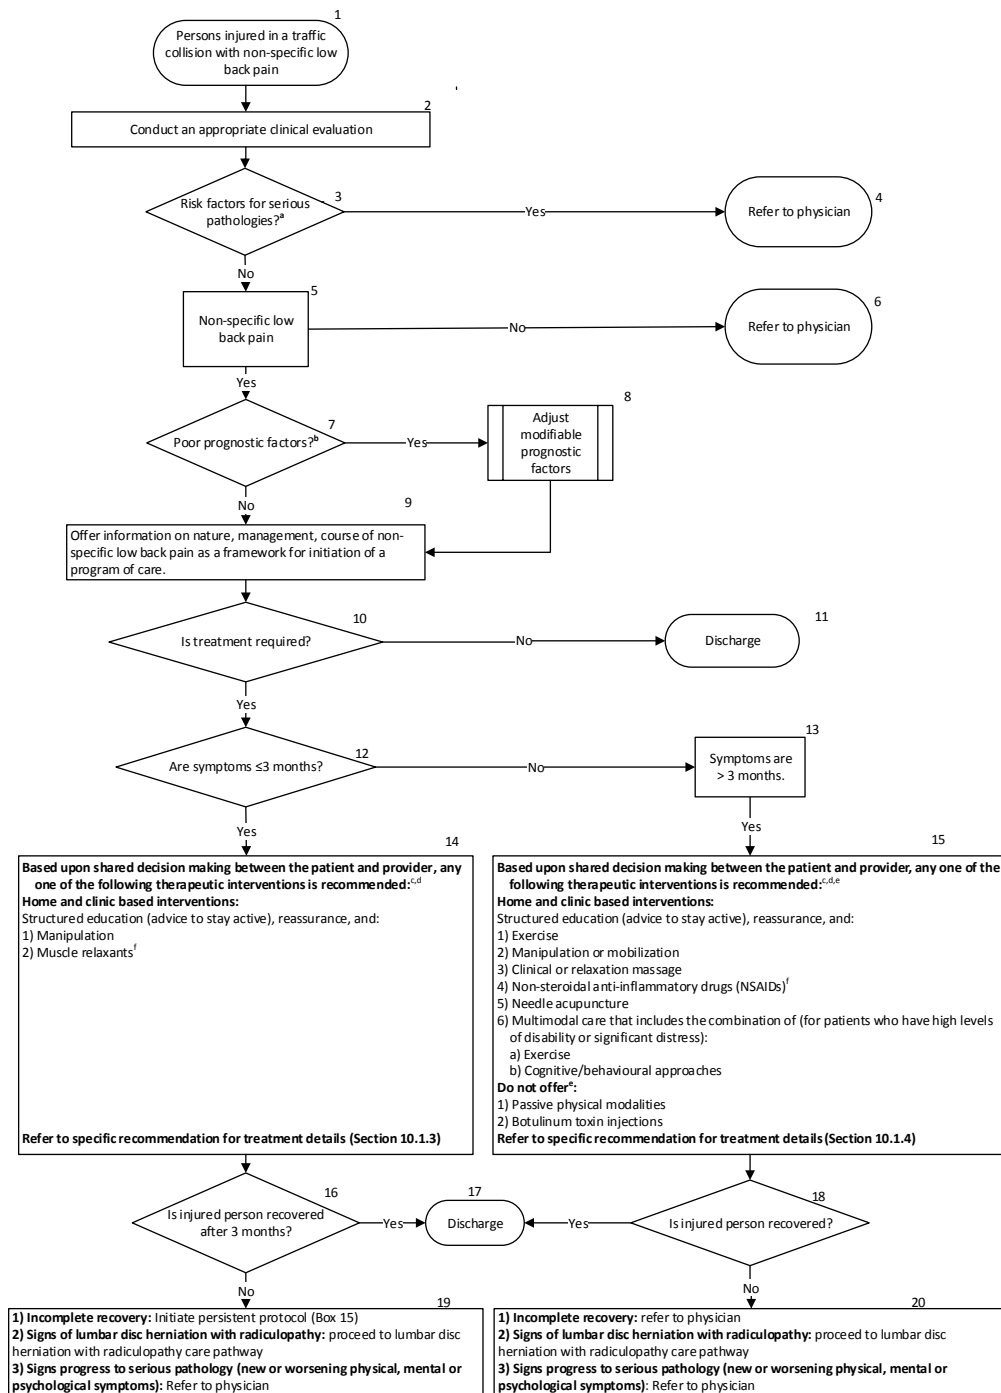 1
Persons injured in a traffic
collision with non-specific low
back pain
2
Conduct an appropriate clinical evaluation
3
Risk factors for serious
pathologies?ᵃ
Yes
4
Refer to physician
No
5
Non-specific low
back pain
No
6
Refer to physician
Yes
7
Poor prognostic factors?ᵇ
Yes
8
Adjust
modifiable
prognostic
factors
No
9
Offer information on nature, management, course of non-
specific low back pain as a framework for initiation of a
program of care.
10
Is treatment required?
No
11
Discharge
Yes
12
Are symptoms ≤3 months?
No
13
Symptoms are
> 3 months.
Yes
Yes
14
Based upon shared decision making between the patient and provider, any
one of the following therapeutic interventions is recommended:ᶜ,ᵈ
Home and clinic based interventions:
Structured education (advice to stay active), reassurance, and:
1) Manipulation
2) Muscle relaxantsᶠ
Refer to specific recommendation for treatment details (Section 10.1.3)
15
Based upon shared decision making between the patient and provider, any one of the
following therapeutic interventions is recommended:ᶜ,ᵈ,ᵉ
Home and clinic based interventions:
Structured education (advice to stay active), reassurance, and:
1) Exercise
2) Manipulation or mobilization
3) Clinical or relaxation massage
4) Non-steroidal anti-inflammatory drugs (NSAIDs)ᶠ
5) Needle acupuncture
6) Multimodal care that includes the combination of (for patients who have high levels
of disability or significant distress):
a) Exercise
b) Cognitive/behavioural approaches
Do not offerᵉ:
1) Passive physical modalities
2) Botulinum toxin injections
Refer to specific recommendation for treatment details (Section 10.1.4)
16
Is injured person recovered
after 3 months?
Yes
17
Discharge
Yes
18
Is injured person recovered?
No
No
19
1) Incomplete recovery: Initiate persistent protocol (Box 15)
2) Signs of lumbar disc herniation with radiculopathy: proceed to lumbar disc
herniation with radiculopathy care pathway
3) Signs progress to serious pathology (new or worsening physical, mental or
psychological symptoms): Refer to physician
20
1) Incomplete recovery: refer to physician
2) Signs of lumbar disc herniation with radiculopathy: proceed to lumbar disc
herniation with radiculopathy care pathway
3) Signs progress to serious pathology (new or worsening physical, mental or
psychological symptoms): Refer to physician